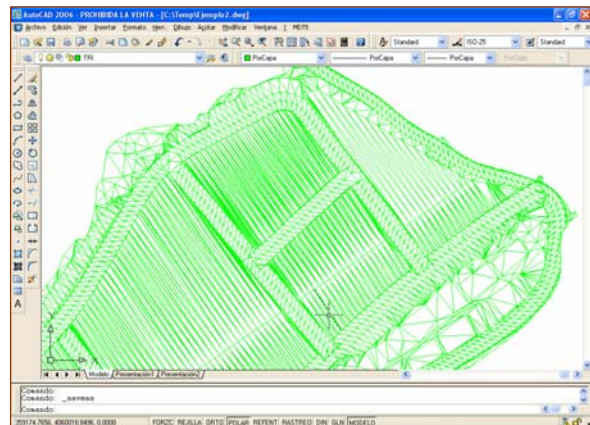 AutoCAD 2006 - PROHIBIDA LA VENTA - [C:\Temp\Ejemplo2.dwg]
Archivo Edición Ver Insertar Formato Herr. Dibujo Acotar Modificar Ventana ? MDT5
Standard ISO-25 Standard
TRI PorCapa PorCapa PorCapa PorColor
Y
X
A
Modelo Presentación1 Presentación2
Comando:
Comando: _saveas
Comando:
FORZC REJILLA ORTO POLAR REFENT RASTREO DIN GLN MODELO